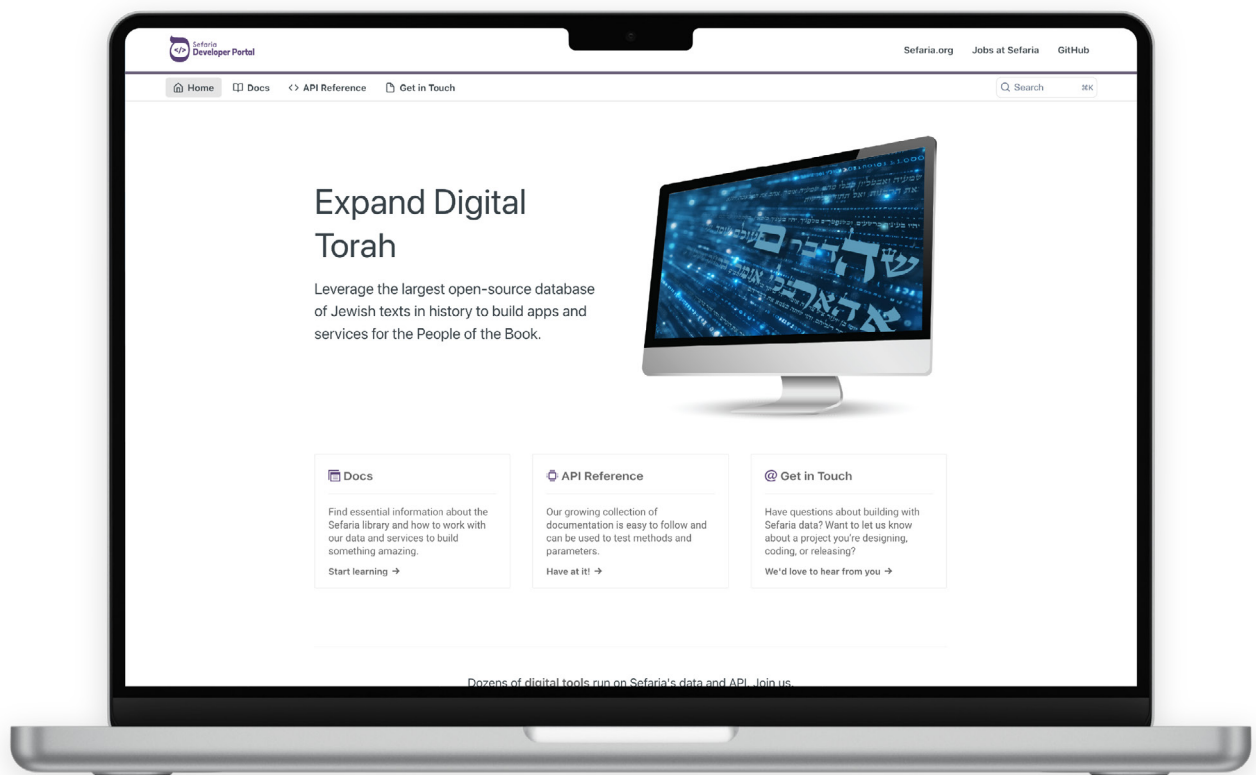 Sefaria
Developer Portal
Sefaria.org Jobs at Sefaria GitHub
Home Docs API Reference Get in Touch
Search ⌘K
Expand Digital
Torah
Leverage the largest open-source database
of Jewish texts in history to build apps and
services for the People of the Book.
שהדבר
Docs
Find essential information about the
Sefaria library and how to work with
our data and services to build
something amazing.
Start learning →
API Reference
Our growing collection of
documentation is easy to follow and
can be used to test methods and
parameters.
Have at it! →
@ Get in Touch
Have questions about building with
Sefaria data? Want to let us know
about a project you're designing,
coding, or releasing?
We'd love to hear from you →
Dozens of digital tools run on Sefaria's data and API. Join us.